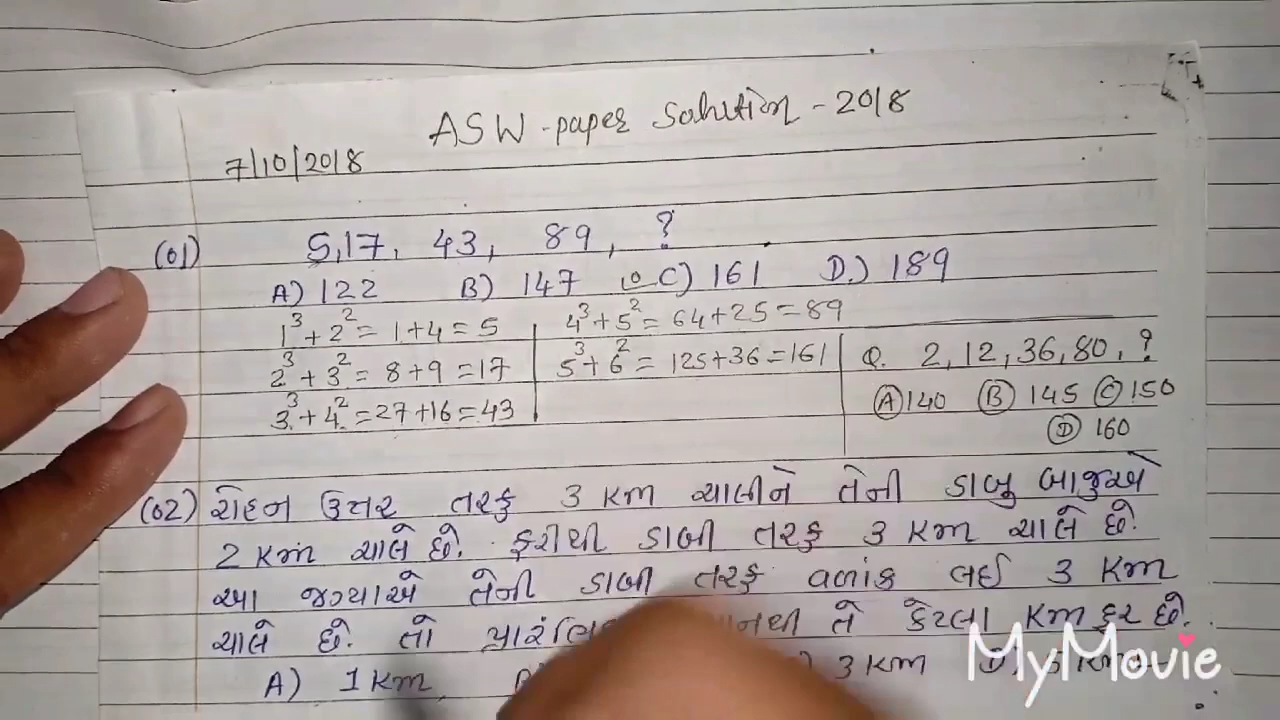 ASW - paper Solution - 2018
7/10/2018
(01) 5, 17, 43, 89, ?
A) 122 B) 147 C) 161 D.) 189
1³ + 2² = 1 + 4 = 5 4³ + 5² = 64 + 25 = 89
2³ + 3² = 8 + 9 = 17 5³ + 6² = 125 + 36 = 161 Q. 2, 12, 36, 80, ?
3³ + 4² = 27 + 16 = 43 Ⓐ 140 Ⓑ 145 Ⓒ 150
Ⓓ 160
(02) રોહન ઉત્તર તરફ 3 Km ચાલીને તેની ડાબુ બાજુએ
2 Km ચાલે છે. ફરીથી ડાબી તરફ 3 Km ચાલે છે.
આ જગ્યાએ તેની ડાબી તરફ વળાંક લઈ 3 Km
ચાલે છે. તો તે કેટલા Km દુર છે.
A) 1 Km 3 Km
MyMovie